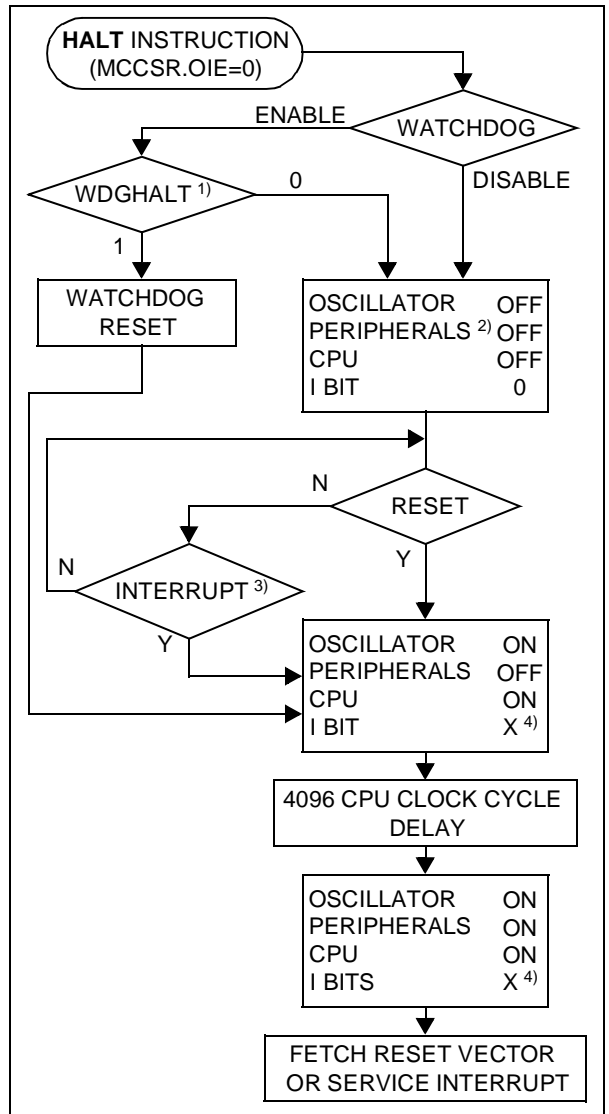 HALT INSTRUCTION
(MCCSR.OIE=0)
ENABLE
WATCHDOG
WDGHALT 1)
0
DISABLE
1
WATCHDOG
RESET
OSCILLATOR OFF
PERIPHERALS 2) OFF
CPU OFF
I BIT 0
N
RESET
N
Y
INTERRUPT 3)
Y
OSCILLATOR ON
PERIPHERALS OFF
CPU ON
I BIT X 4)
4096 CPU CLOCK CYCLE
DELAY
OSCILLATOR ON
PERIPHERALS ON
CPU ON
I BITS X 4)
FETCH RESET VECTOR
OR SERVICE INTERRUPT